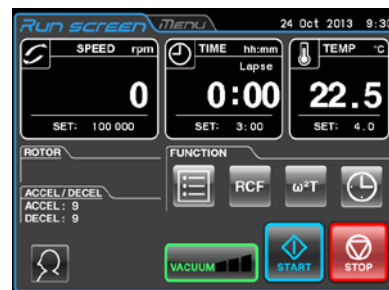 Run screen Menu 24 Oct 2013 9:30
SPEED rpm
0
SET: 100 000
TIME hh:mm
Lapse
0:00
SET: 3:00
TEMP °C
22.5
SET: 4.0
ROTOR
ACCEL/DECEL
ACCEL: 9
DECEL: 9
FUNCTION
RCF
ω²T
VACUUM
START
STOP